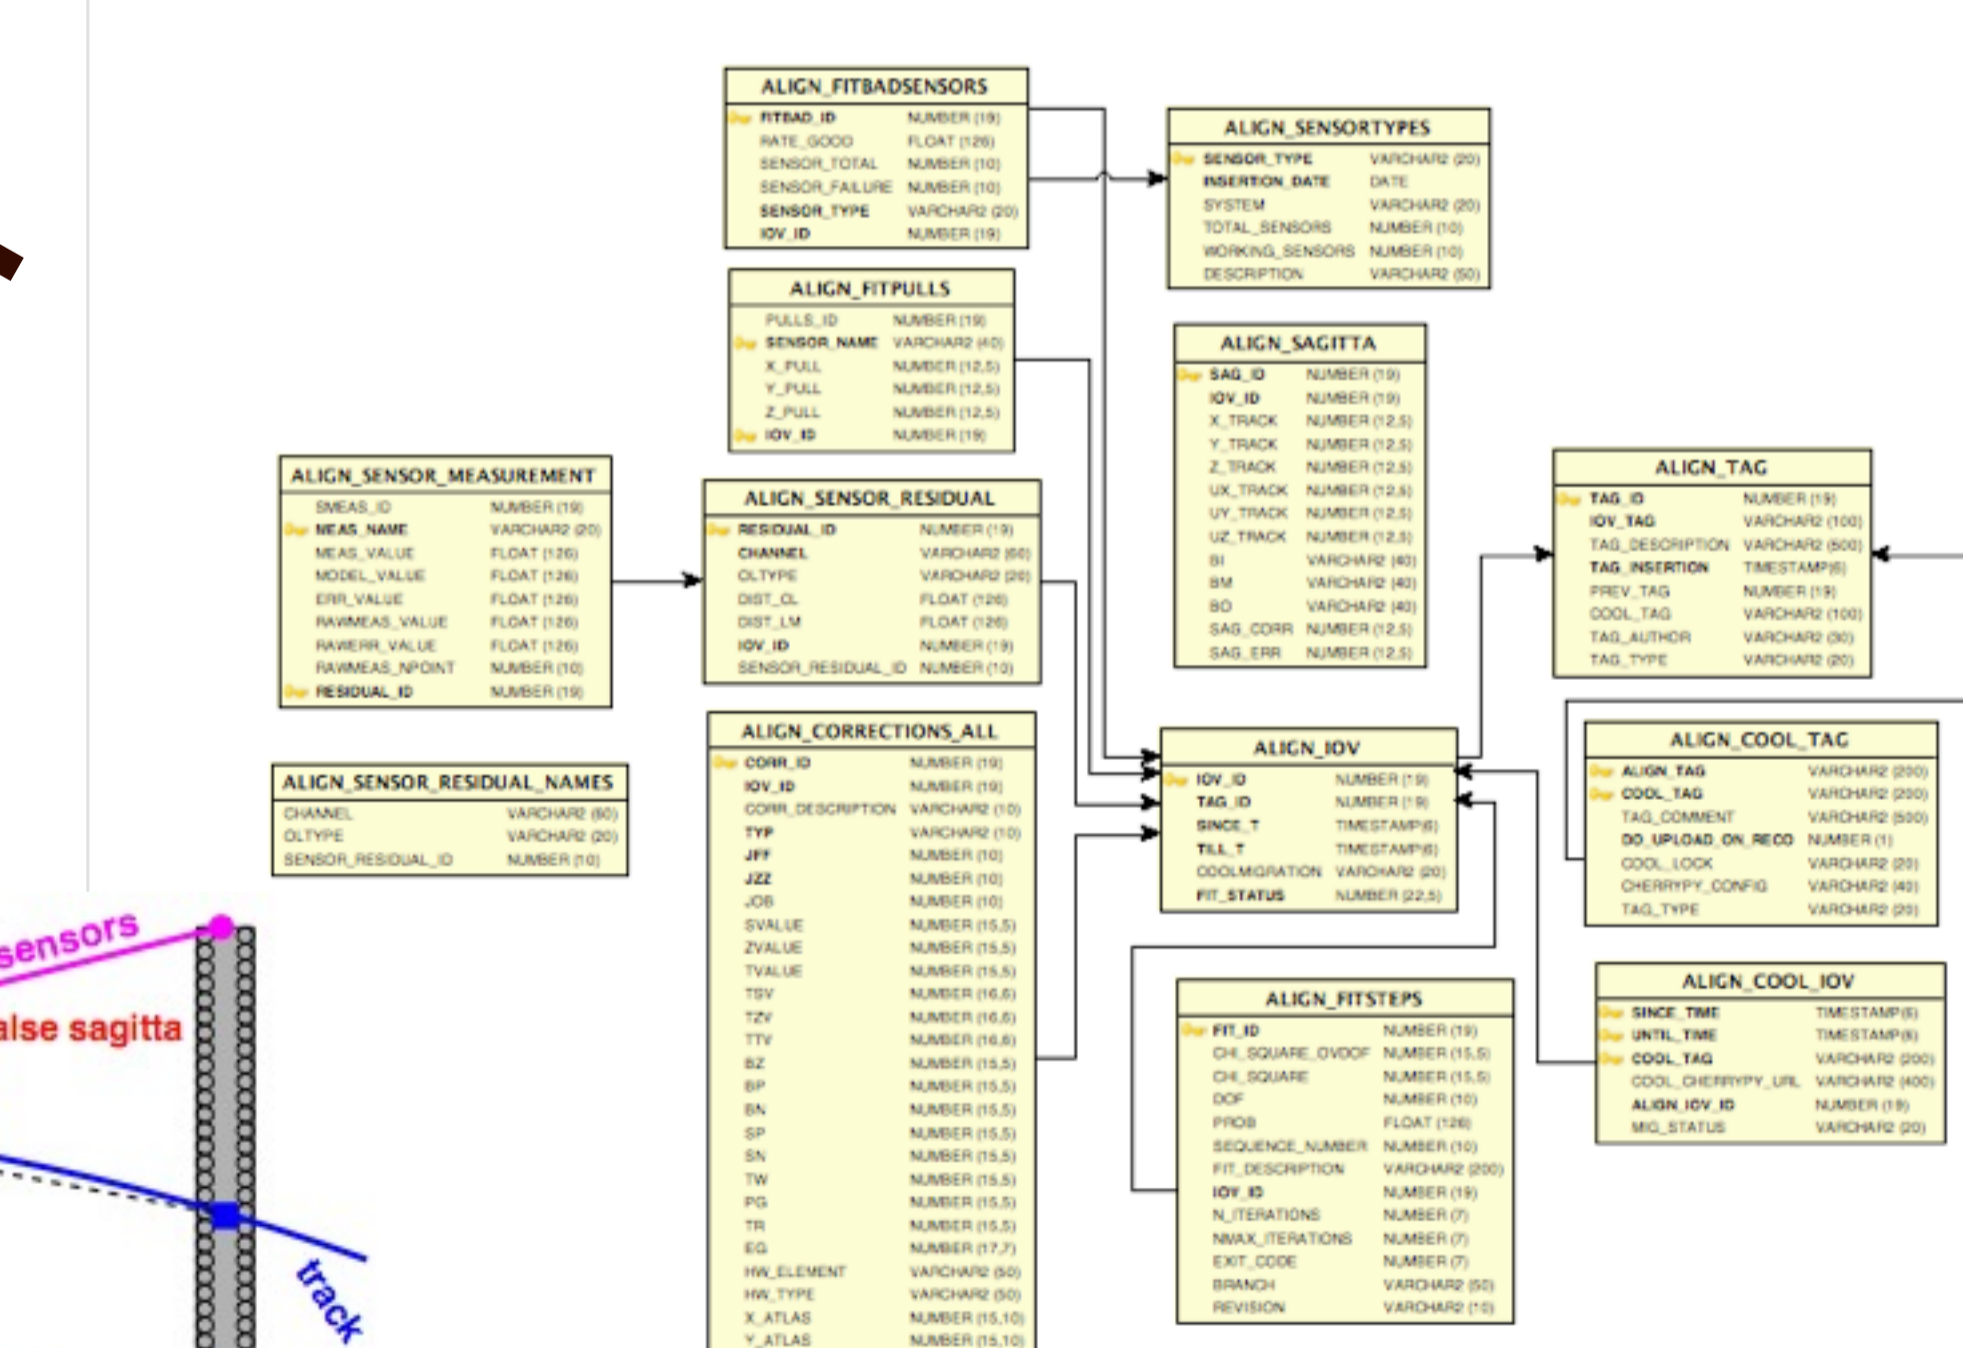 ALIGN_FITBADSENSORS
FITBAD_ID NUMBER (19)
RATE_GOOD FLOAT (126)
SENSOR_TOTAL NUMBER (10)
SENSOR_FAILURE NUMBER (10)
SENSOR_TYPE VARCHAR2 (20)
IOV_ID NUMBER (19)
ALIGN_SENSORTYPES
SENSOR_TYPE VARCHAR2 (20)
INSERTION_DATE DATE
SYSTEM VARCHAR2 (20)
TOTAL_SENSORS NUMBER (10)
WORKING_SENSORS NUMBER (10)
DESCRIPTION VARCHAR2 (50)
ALIGN_FITPULLS
PULLS_ID NUMBER (19)
SENSOR_NAME VARCHAR2 (40)
X_PULL NUMBER (12,5)
Y_PULL NUMBER (12,5)
Z_PULL NUMBER (12,5)
IOV_ID NUMBER (19)
ALIGN_SAGITTA
SAG_ID NUMBER (19)
IOV_ID NUMBER (19)
X_TRACK NUMBER (12,5)
Y_TRACK NUMBER (12,5)
Z_TRACK NUMBER (12,5)
UX_TRACK NUMBER (12,5)
UY_TRACK NUMBER (12,5)
UZ_TRACK NUMBER (12,5)
BI VARCHAR2 (40)
BM VARCHAR2 (40)
BO VARCHAR2 (40)
SAG_CORR NUMBER (12,5)
SAG_ERR NUMBER (12,5)
ALIGN_SENSOR_MEASUREMENT
SMEAS_ID NUMBER (19)
MEAS_NAME VARCHAR2 (20)
MEAS_VALUE FLOAT (126)
MODEL_VALUE FLOAT (126)
ERR_VALUE FLOAT (126)
RAWMEAS_VALUE FLOAT (126)
RAWERR_VALUE FLOAT (126)
RAWMEAS_NPOINT NUMBER (10)
RESIDUAL_ID NUMBER (19)
ALIGN_SENSOR_RESIDUAL
RESIDUAL_ID NUMBER (19)
CHANNEL VARCHAR2 (60)
OLTYPE VARCHAR2 (20)
DIST_OL FLOAT (126)
DIST_LM FLOAT (126)
IOV_ID NUMBER (19)
SENSOR_RESIDUAL_ID NUMBER (10)
ALIGN_TAG
TAG_ID NUMBER (19)
IOV_TAG VARCHAR2 (100)
TAG_DESCRIPTION VARCHAR2 (500)
TAG_INSERTION TIMESTAMP(6)
PREV_TAG NUMBER (19)
COOL_TAG VARCHAR2 (100)
TAG_AUTHOR VARCHAR2 (30)
TAG_TYPE VARCHAR2 (20)
ALIGN_SENSOR_RESIDUAL_NAMES
CHANNEL VARCHAR2 (60)
OLTYPE VARCHAR2 (20)
SENSOR_RESIDUAL_ID NUMBER (10)
ALIGN_CORRECTIONS_ALL
CORR_ID NUMBER (19)
IOV_ID NUMBER (19)
CORR_DESCRIPTION VARCHAR2 (10)
TYP VARCHAR2 (10)
JFF NUMBER (10)
JZZ NUMBER (10)
JOB NUMBER (10)
SVALUE NUMBER (15,5)
ZVALUE NUMBER (15,5)
TVALUE NUMBER (15,5)
TSV NUMBER (16,6)
TZV NUMBER (16,6)
TTV NUMBER (16,6)
BZ NUMBER (15,5)
BP NUMBER (15,5)
BN NUMBER (15,5)
SP NUMBER (15,5)
SN NUMBER (15,5)
TW NUMBER (15,5)
PG NUMBER (15,5)
TR NUMBER (15,5)
EG NUMBER (17,7)
HW_ELEMENT VARCHAR2 (50)
HW_TYPE VARCHAR2 (50)
X_ATLAS NUMBER (15,10)
Y_ATLAS NUMBER (15,10)
ALIGN_IOV
IOV_ID NUMBER (19)
TAG_ID NUMBER (19)
SINCE_T TIMESTAMP(6)
TILL_T TIMESTAMP(6)
COOLMIGRATION VARCHAR2 (20)
FIT_STATUS NUMBER (22,5)
ALIGN_COOL_TAG
ALIGN_TAG VARCHAR2 (200)
COOL_TAG VARCHAR2 (200)
TAG_COMMENT VARCHAR2 (500)
DO_UPLOAD_ON_RECO NUMBER (1)
COOL_LOCK VARCHAR2 (20)
CHERRYPY_CONFIG VARCHAR2 (40)
TAG_TYPE VARCHAR2 (20)
ALIGN_FITSTEPS
FIT_ID NUMBER (19)
CHI_SQUARE_OVDOF NUMBER (15,5)
CHI_SQUARE NUMBER (15,5)
DOF NUMBER (10)
PROB FLOAT (126)
SEQUENCE_NUMBER NUMBER (10)
FIT_DESCRIPTION VARCHAR2 (200)
IOV_ID NUMBER (19)
N_ITERATIONS NUMBER (7)
NMAX_ITERATIONS NUMBER (7)
EXIT_CODE NUMBER (7)
BRANCH VARCHAR2 (50)
REVISION VARCHAR2 (10)
ALIGN_COOL_IOV
SINCE_TIME TIMESTAMP(6)
UNTIL_TIME TIMESTAMP(6)
COOL_TAG VARCHAR2 (200)
COOL_CHERRYPY_URL VARCHAR2 (400)
ALIGN_IOV_ID NUMBER (19)
MIG_STATUS VARCHAR2 (20)
sensors
alse sagitta
track